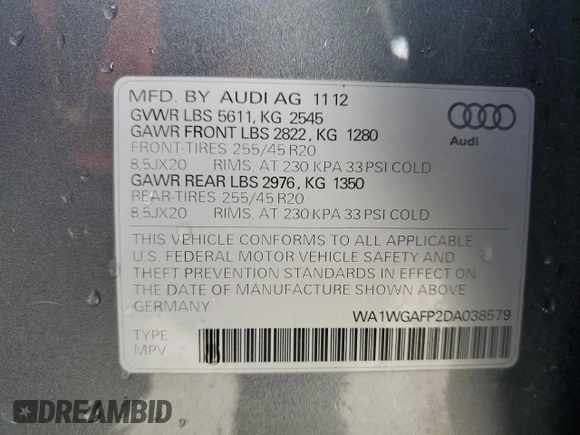 MFD. BY AUDI AG 11 12
GVWR LBS 5611, KG 2545
GAWR FRONT LBS 2822, KG 1280
FRONT-TIRES 255/45 R20
8,5JX20 RIMS, AT 230 KPA 33 PSI COLD
GAWR REAR LBS 2976, KG 1350
REAR-TIRES 255/45 R20
8,5JX20 RIMS, AT 230 KPA 33 PSI COLD
Audi
THIS VEHICLE CONFORMS TO ALL APPLICABLE
U.S. FEDERAL MOTOR VEHICLE SAFETY AND
THEFT PREVENTION STANDARDS IN EFFECT ON
THE DATE OF MANUFACTURE SHOWN ABOVE
GERMANY
WA1WGAFP2DA038579
TYPE
MPV
DREAMBID